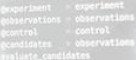 @experiment = experiment
@observations = observations
@control = control
@candidates = observations
evaluate_candidates